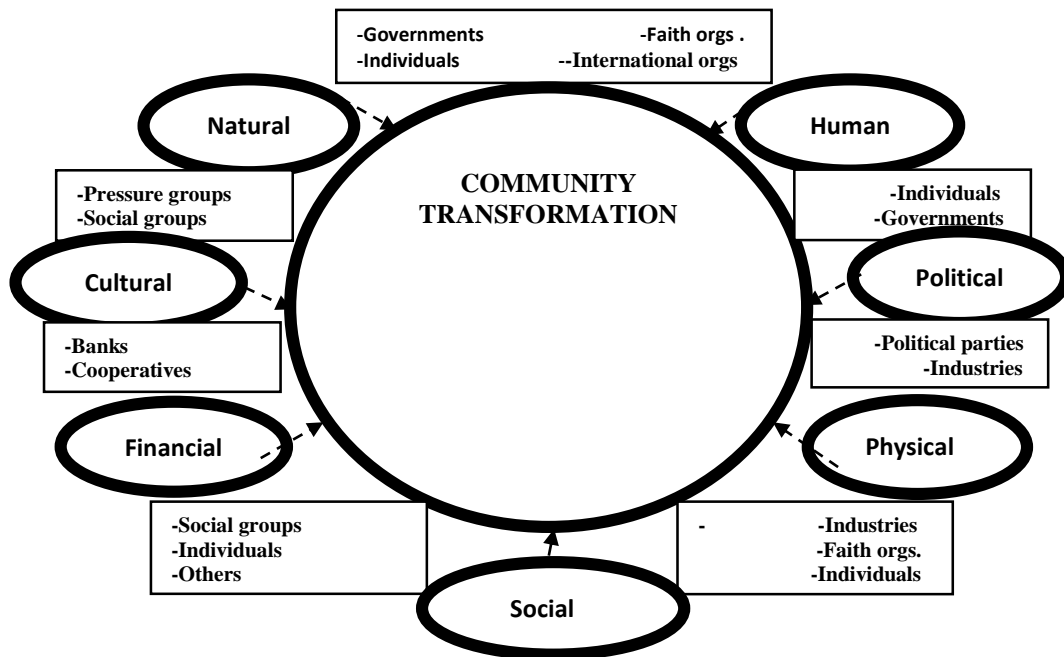 -Governments -Faith orgs .
-Individuals --International orgs
Natural
Human
COMMUNITY
TRANSFORMATION
-Pressure groups
-Social groups
-Individuals
-Governments
Cultural
Political
-Banks
-Cooperatives
-Political parties
-Industries
Financial
Physical
-Social groups
-Individuals
-Others
- -Industries
-Faith orgs.
-Individuals
Social